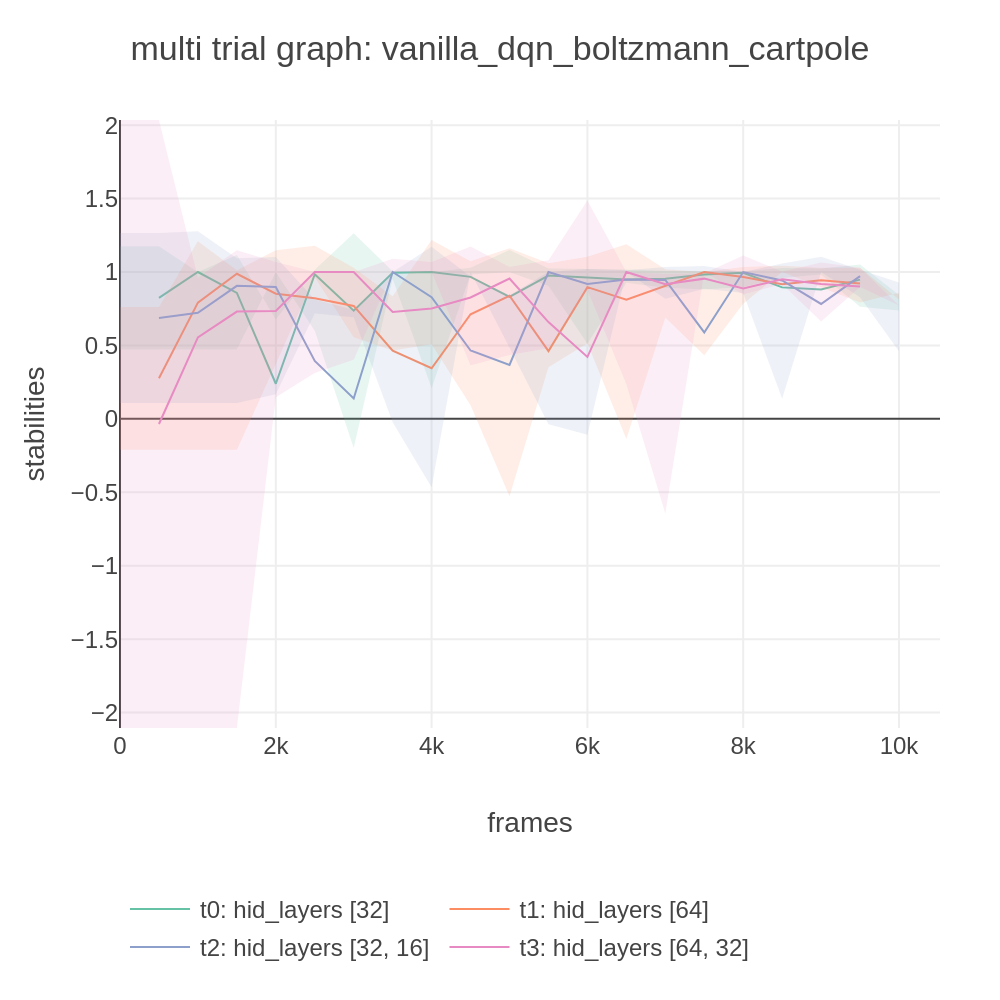 multi trial graph: vanilla_dqn_boltzmann_cartpole
2
1.5
1
0.5
0
−0.5
−1
−1.5
−2
0 2k 4k 6k 8k 10k
stabilities
frames
t0: hid_layers [32] t1: hid_layers [64]
t2: hid_layers [32, 16] t3: hid_layers [64, 32]